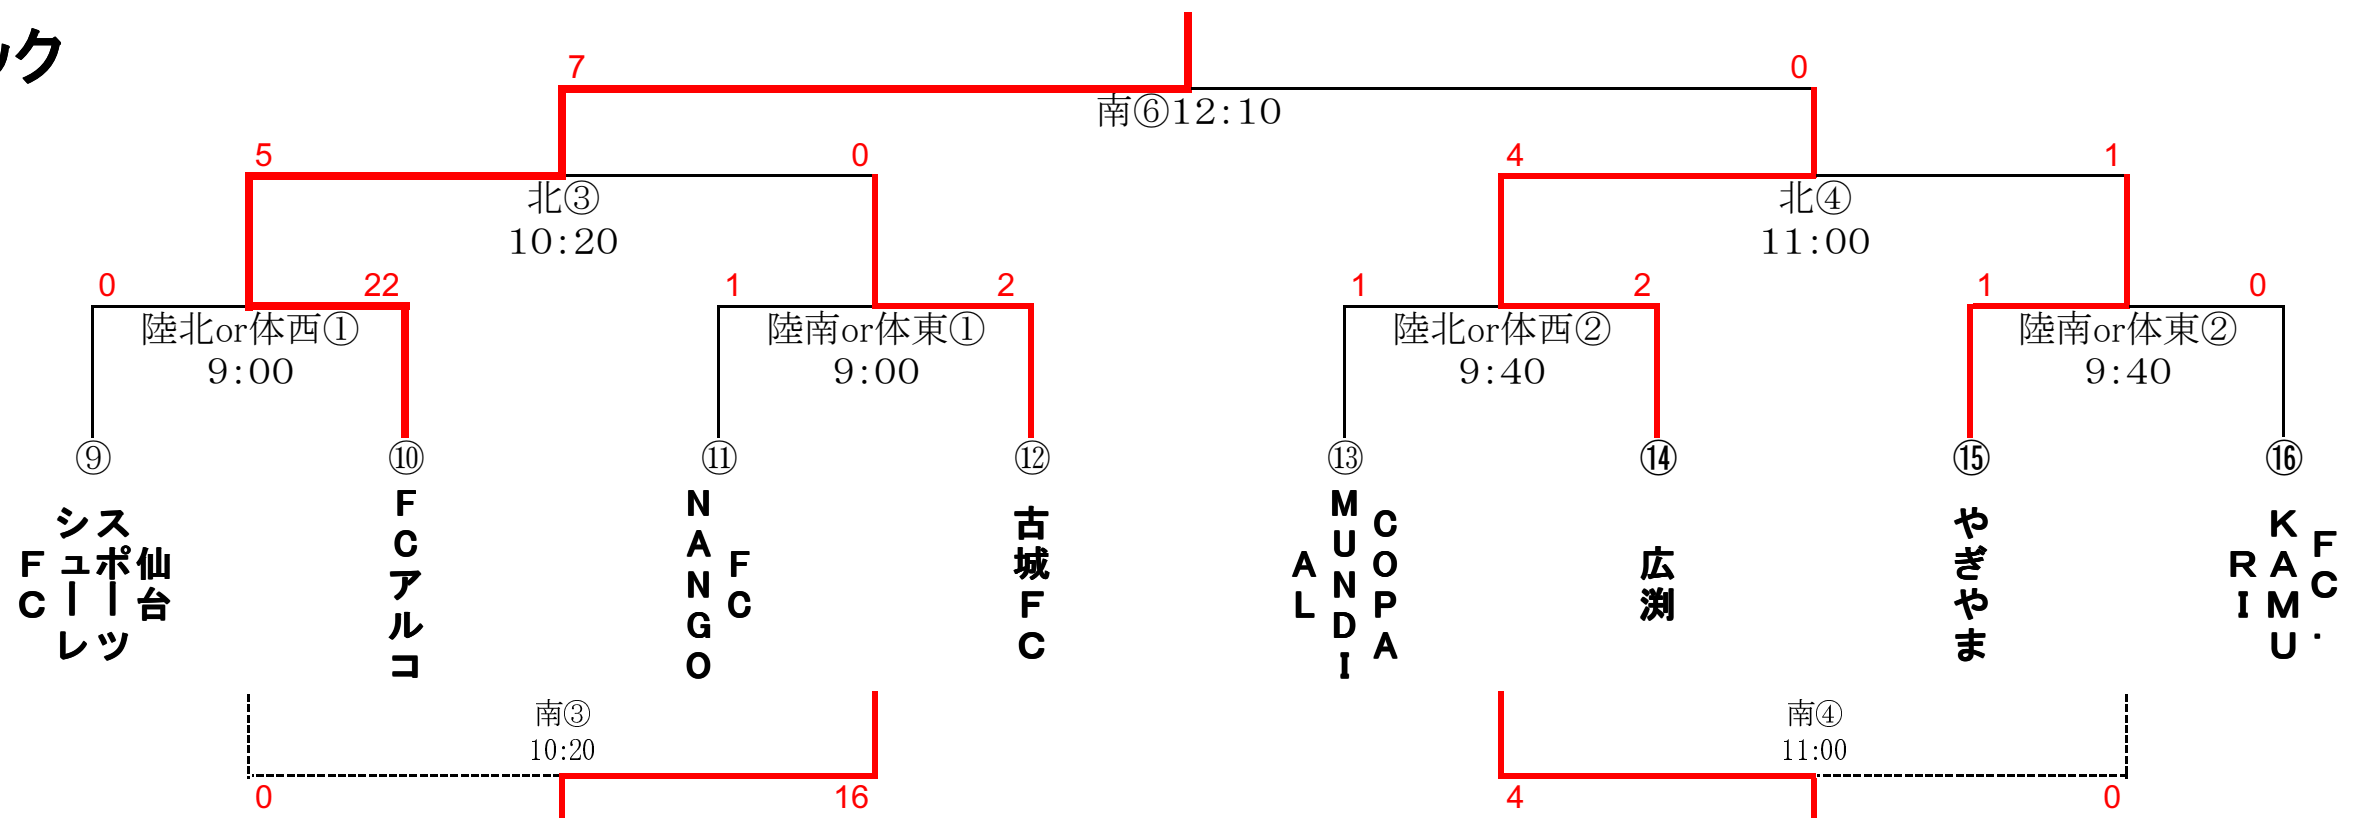 ック
7 0
南⑥12:10
5 0 4 1
北③ 北④
10:20 11:00
0 22 1 2 1 2 1 0
陸北or体西① 陸南or体東① 陸北or体西② 陸南or体東②
9:00 9:00 9:40 9:40
⑨ ⑩ ⑪ ⑫ ⑬ ⑭ ⑮ ⑯
仙台
スポーツ
シューレ
FC
FCアルコ
FC
NANGO
古城FC
COPA
MUNDI
AL
広渕
やぎやま
FC.
KAMU
RI
南③ 南④
10:20 11:00
0 16 4 0